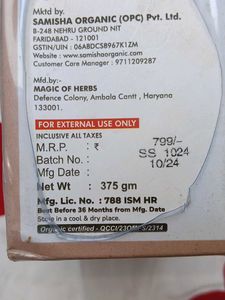 Mktd by.
SAMISHA ORGANIC (OPC) Pvt. Ltd.
B-248 NEHRU GROUND NIT
FARIDABAD - 121001
GSTIN/UIN : 06ABDCS8967K1ZM
Website : www.samishaorganic.com
Customer Care Manager : 9711209287
Mfd.by:-
MAGIC OF HERBS
Defence Colony, Ambala Cantt , Haryana
133001.
FOR EXTERNAL USE ONLY
INCLUSIVE ALL TAXES
M.R.P. : ₹ 799/-
Batch No. : SS 1024
Mfg Date : 10/24
Net Wt : 375 gm
Mfg. Lic. No. : 788 ISM HR
Best Before 36 Months from Mfg. Date
Store in a cool & dry place.
Organic certified - QCCI/23DMFS/2314